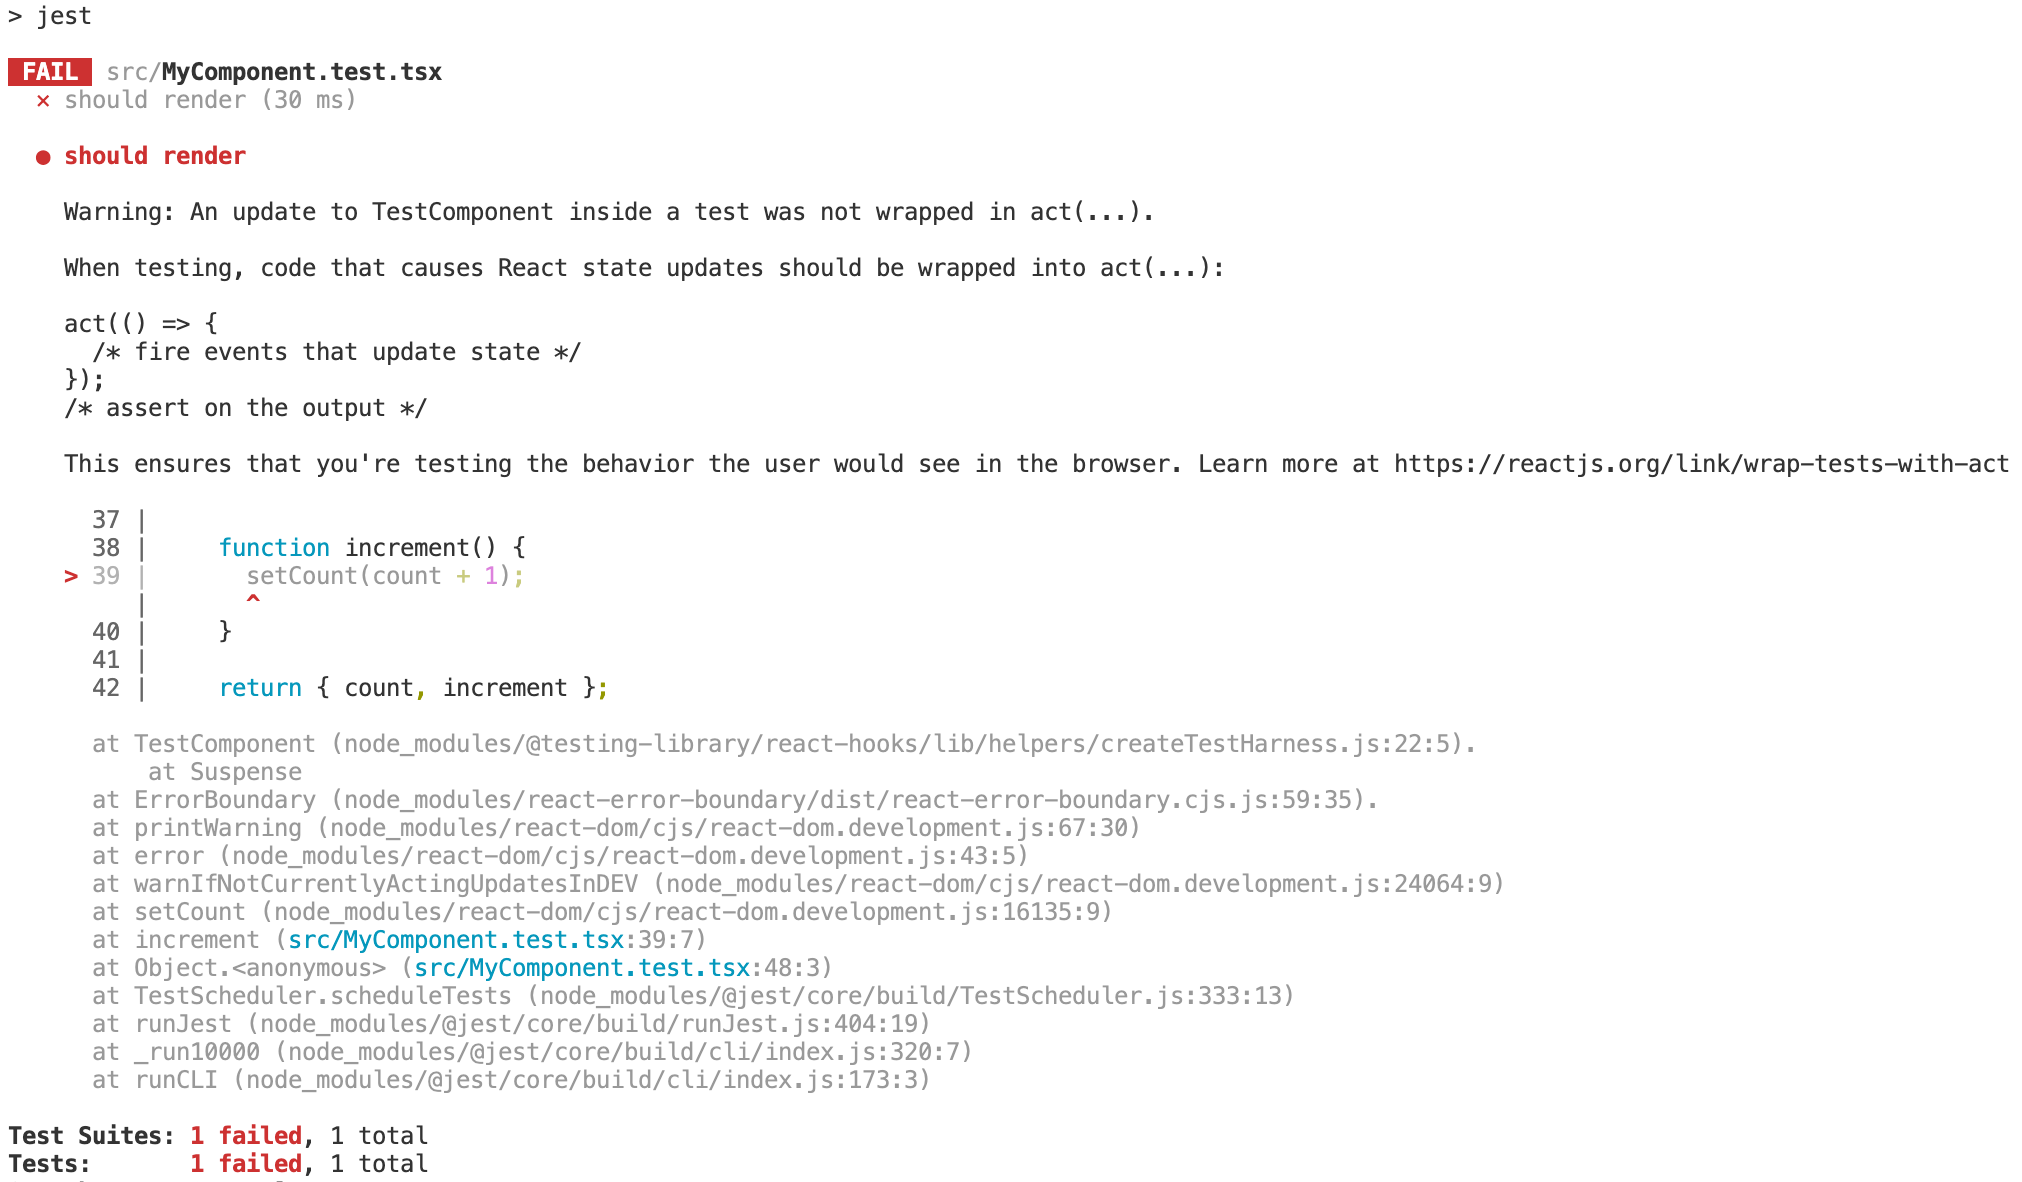 > jest
FAIL src/MyComponent.test.tsx
× should render (30 ms)
● should render
Warning: An update to TestComponent inside a test was not wrapped in act(...).
When testing, code that causes React state updates should be wrapped into act(...):
act(() => {
/* fire events that update state */
});
/* assert on the output */
This ensures that you're testing the behavior the user would see in the browser. Learn more at https://reactjs.org/link/wrap-tests-with-act
37 |
38 | function increment() {
> 39 | setCount(count + 1);
| ^
40 | }
41 |
42 | return { count, increment };
at TestComponent (node_modules/@testing-library/react-hooks/lib/helpers/createTestHarness.js:22:5).
at Suspense
at ErrorBoundary (node_modules/react-error-boundary/dist/react-error-boundary.cjs.js:59:35).
at printWarning (node_modules/react-dom/cjs/react-dom.development.js:67:30)
at error (node_modules/react-dom/cjs/react-dom.development.js:43:5)
at warnIfNotCurrentlyActingUpdatesInDEV (node_modules/react-dom/cjs/react-dom.development.js:24064:9)
at setCount (node_modules/react-dom/cjs/react-dom.development.js:16135:9)
at increment (src/MyComponent.test.tsx:39:7)
at Object.<anonymous> (src/MyComponent.test.tsx:48:3)
at TestScheduler.scheduleTests (node_modules/@jest/core/build/TestScheduler.js:333:13)
at runJest (node_modules/@jest/core/build/runJest.js:404:19)
at _run10000 (node_modules/@jest/core/build/cli/index.js:320:7)
at runCLI (node_modules/@jest/core/build/cli/index.js:173:3)
Test Suites: 1 failed, 1 total
Tests: 1 failed, 1 total